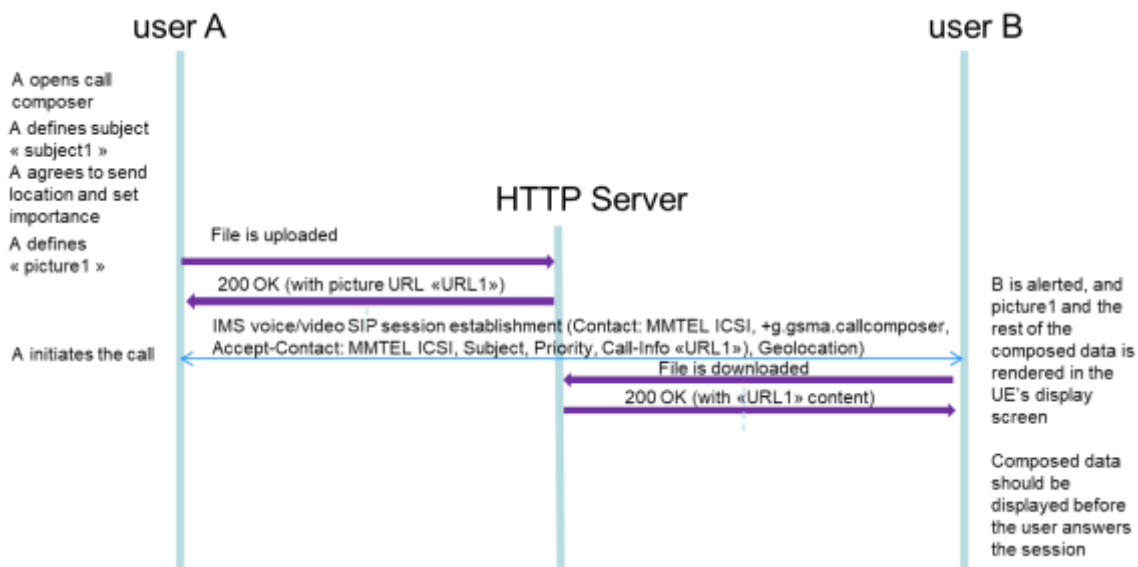 user A
user B
A opens call
composer
A defines subject
« subject1 »
A agrees to send
location and set
importance
HTTP Server
A defines
« picture1 »
File is uploaded
200 OK (with picture URL «URL1»)
IMS voice/video SIP session establishment (Contact: MMTEL ICSI, +g.gsma.callcomposer,
Accept-Contact: MMTEL ICSI, Subject, Priority, Call-Info «URL1»), Geolocation)
A initiates the call
File is downloaded
200 OK (with «URL1» content)
B is alerted, and
picture1 and the
rest of the
composed data is
rendered in the
UE's display
screen
Composed data
should be
displayed before
the user answers
the session